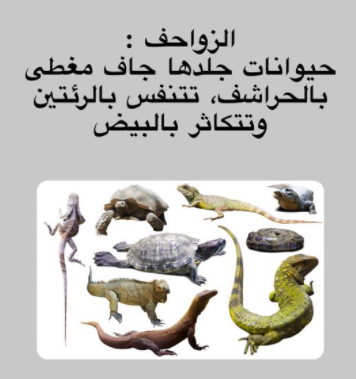 الزواحف :
حيوانات جلدها جاف مغطى
بالحراشف، تتنفس بالرئتين
وتتكاثر بالبيض